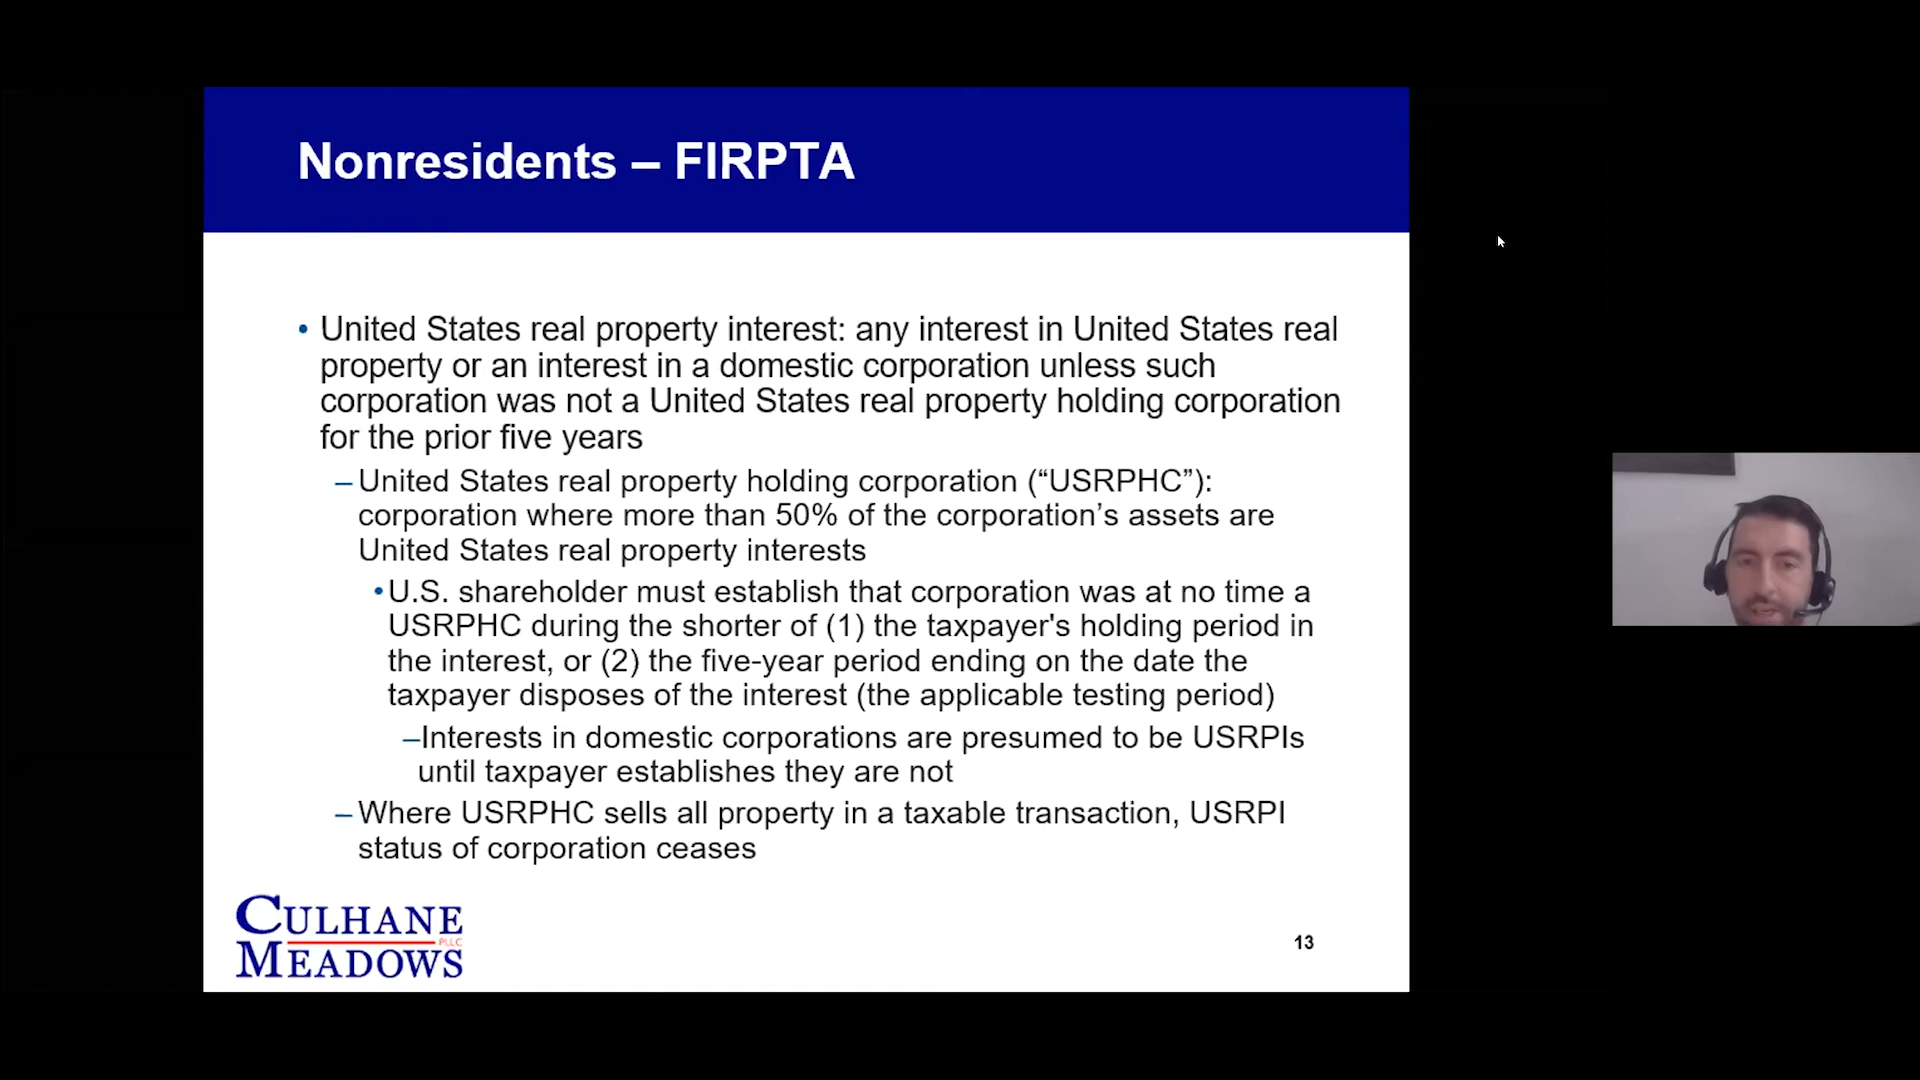 Nonresidents – FIRPTA
• United States real property interest: any interest in United States real
property or an interest in a domestic corporation unless such
corporation was not a United States real property holding corporation
for the prior five years
– United States real property holding corporation (“USRPHC”):
corporation where more than 50% of the corporation’s assets are
United States real property interests
• U.S. shareholder must establish that corporation was at no time a
USRPHC during the shorter of (1) the taxpayer's holding period in
the interest, or (2) the five-year period ending on the date the
taxpayer disposes of the interest (the applicable testing period)
– Interests in domestic corporations are presumed to be USRPIs
until taxpayer establishes they are not
– Where USRPHC sells all property in a taxable transaction, USRPI
status of corporation ceases
CULHANE
PLLC
MEADOWS
13